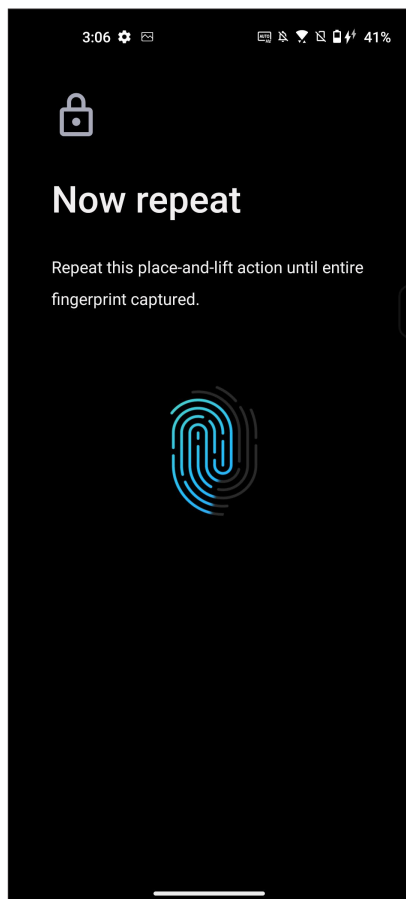 3:06 41%
Now repeat
Repeat this place-and-lift action until entire
fingerprint captured.